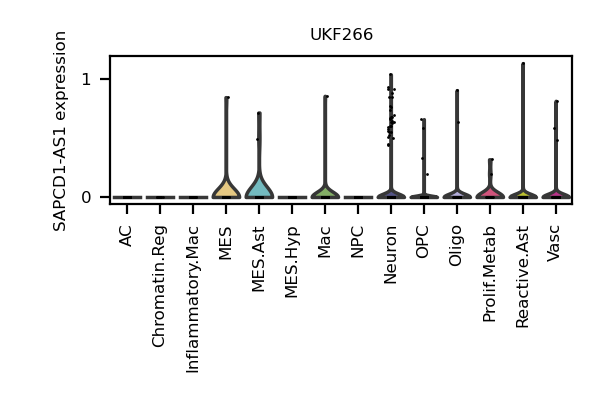 UKF266
SAPCD1-AS1 expression
1
0
AC
Chromatin.Reg
Inflammatory.Mac
MES
MES.Ast
MES.Hyp
Mac
NPC
Neuron
OPC
Oligo
Prolif.Metab
Reactive.Ast
Vasc